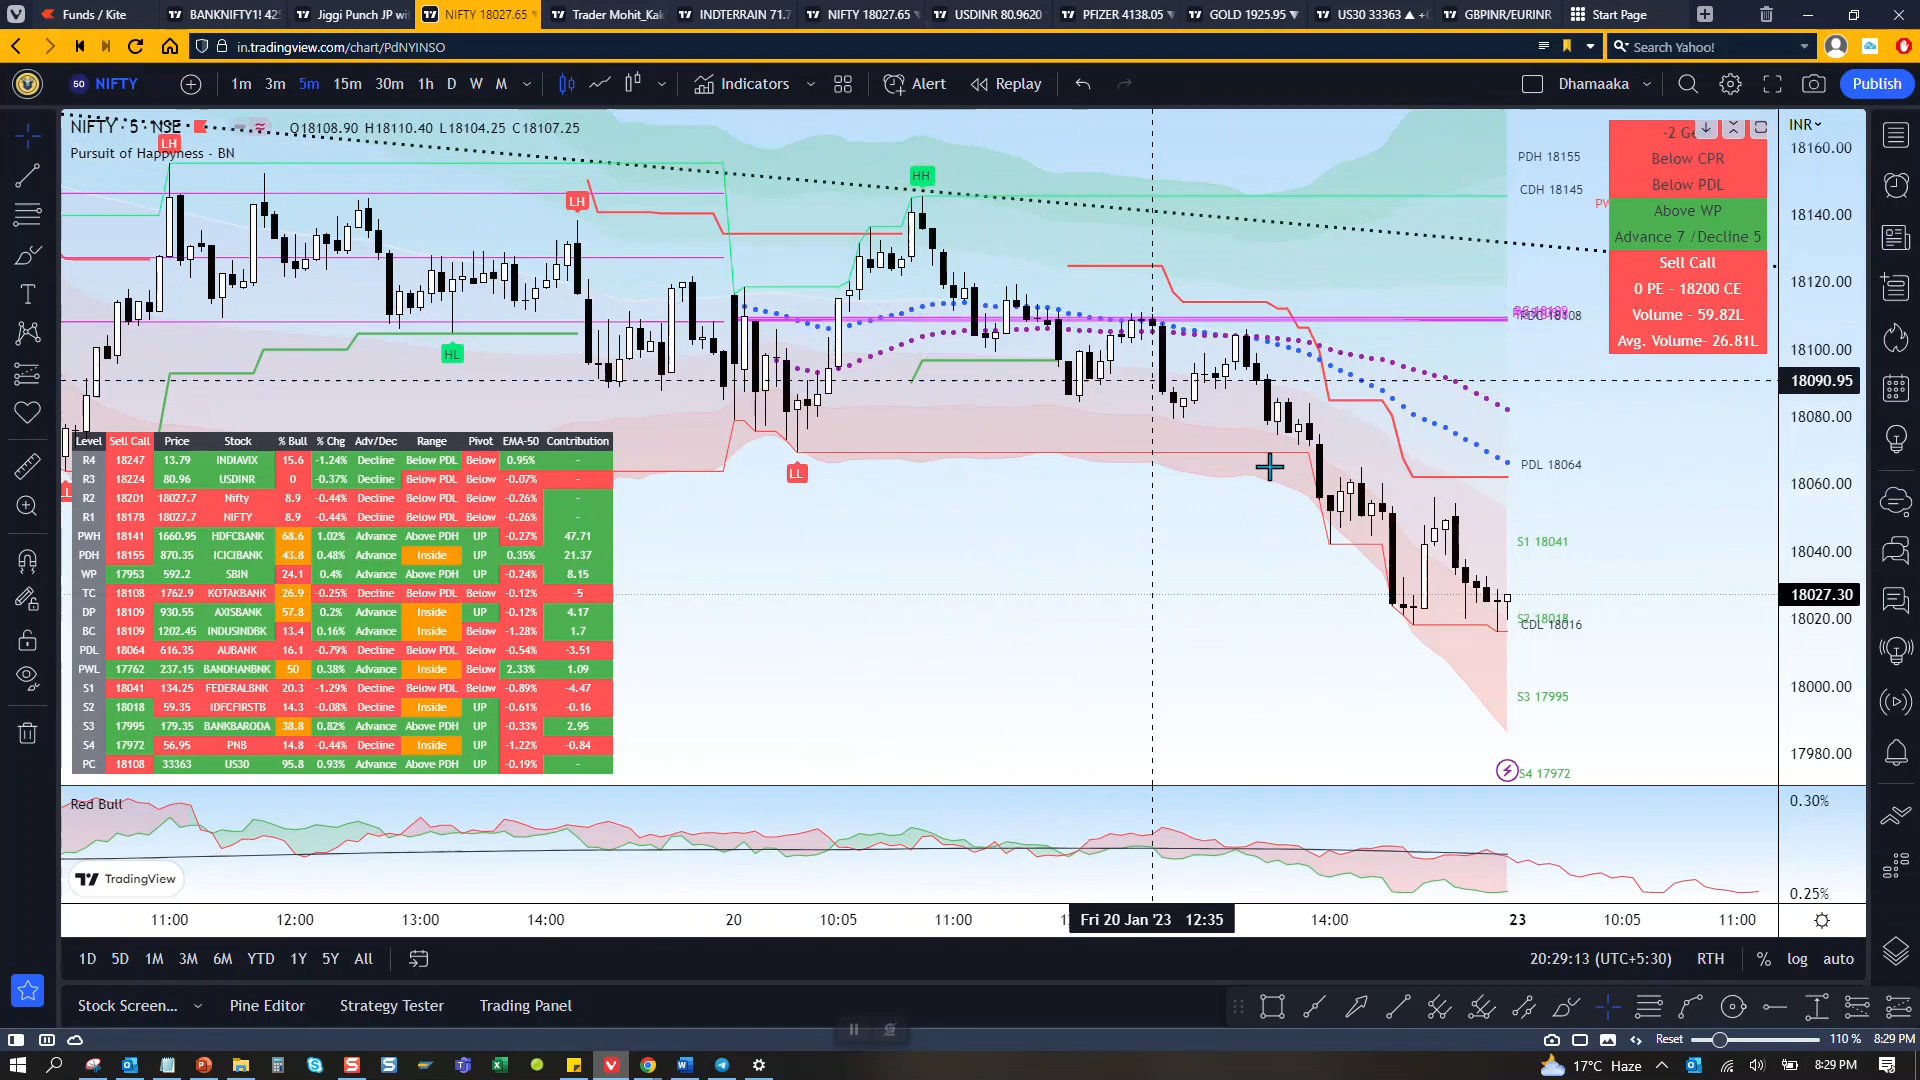 Funds / Kite
BANKNIFTY1! 42
Jiggi Punch JP wi
NIFTY 18027.65
Trader Mohit_Kak
INDTERRAIN 71.7
NIFTY 18027.65
USDINR 80.9620
PFIZER 4138.05
GOLD 1925.95
US30 33363
GBPINR/EURINR
Start Page
in.tradingview.com/chart/PdNYINSO
Search Yahoo!
50 NIFTY
1m 3m 5m 15m 30m 1h D W M
Indicators
Alert
Replay
Dhamaaka
Publish
NIFTY · 5 · NSE O18108.90 H18110.40 L18104.25 C18107.25
Pursuit of Happyness - BN
INR
18160.00
18140.00
18120.00
18100.00
18090.95
18080.00
18060.00
18040.00
18027.30
18020.00
18000.00
17980.00
LH
LH
HH
HL
LL
PDH 18155
CDH 18145
PDC 18108
PDL 18064
S1 18041
S2 18018
CDL 18016
S3 17995
S4 17972
Below CPR
Below PDL
Above WP
Advance 7 /Decline 5
Sell Call
0 PE - 18200 CE
Volume - 59.82L
Avg. Volume- 26.81L
Level Sell Call Price Stock % Bull % Chg Adv/Dec Range Pivot EMA-50 Contribution
R4 18247 13.79 INDIAVIX 15.6 -1.24% Decline Below PDL Below 0.95% -
R3 18224 80.96 USDINR 0 -0.37% Decline Below PDL Below -0.07% -
R2 18201 18027.7 Nifty 8.9 -0.44% Decline Below PDL Below -0.26% -
R1 18178 18027.7 NIFTY 8.9 -0.44% Decline Below PDL Below -0.26% -
PWH 18141 1660.95 HDFCBANK 68.6 1.02% Advance Above PDH UP -0.27% 47.71
PDH 18155 870.35 ICICIBANK 43.8 0.48% Advance Inside UP 0.35% 21.37
WP 17953 592.2 SBIN 24.1 0.4% Advance Above PDH UP -0.24% 8.15
TC 18108 1762.9 KOTAKBANK 26.9 -0.25% Decline Below PDL Below -0.12% -5
DP 18109 930.55 AXISBANK 57.8 0.2% Advance Inside UP -0.12% 4.17
BC 18109 1202.45 INDUSINDBK 13.4 0.16% Advance Inside Below -1.28% 1.7
PDL 18064 616.35 AUBANK 16.1 -0.79% Decline Below PDL Below -0.54% -3.51
PWL 17762 237.15 BANDHANBNK 50 0.38% Advance Inside Below 2.33% 1.09
S1 18041 134.25 FEDERALBNK 20.3 -1.29% Decline Below PDL Below -0.89% -4.47
S2 18018 59.35 IDFCFIRSTB 14.3 -0.08% Decline Inside UP -0.61% -0.16
S3 17995 179.35 BANKBARODA 38.8 0.82% Advance Above PDH UP -0.33% 2.95
S4 17972 56.95 PNB 14.8 -0.44% Decline Inside UP -1.22% -0.84
PC 18108 33363 US30 95.8 0.93% Advance Above PDH UP -0.19% -
Red Bull
0.30%
0.25%
TradingView
11:00 12:00 13:00 14:00 20 10:05 11:00 Fri 20 Jan '23 12:35 14:00 23 10:05 11:00
1D 5D 1M 3M 6M YTD 1Y 5Y All
20:29:13 (UTC+5:30) RTH % log auto
Stock Screen... Pine Editor Strategy Tester Trading Panel
Reset 110 % 8:29 PM
17°C Haze 8:29 PM